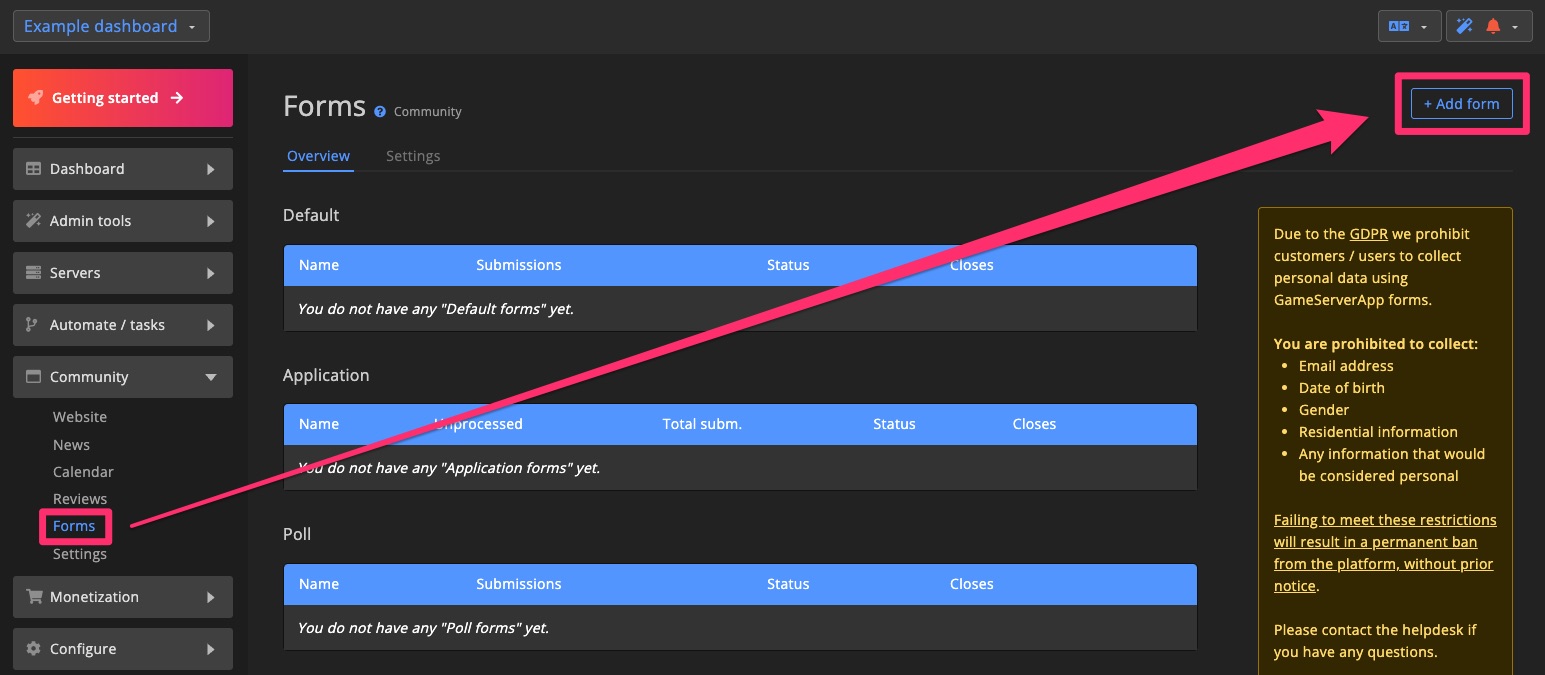 Example dashboard
Getting started
Dashboard
Admin tools
Servers
Automate / tasks
Community
Website
News
Calendar
Reviews
Forms
Settings
Monetization
Configure
Forms ? Community
+ Add form
Overview Settings
Default
Name Submissions Status Closes
You do not have any "Default forms" yet.
Application
Name Unprocessed Total subm. Status Closes
You do not have any "Application forms" yet.
Poll
Name Submissions Status Closes
You do not have any "Poll forms" yet.
Due to the GDPR we prohibit
customers / users to collect
personal data using
GameServerApp forms.
You are prohibited to collect:
• Email address
• Date of birth
• Gender
• Residential information
• Any information that would
be considered personal
Failing to meet these restrictions
will result in a permanent ban
from the platform, without prior
notice.
Please contact the helpdesk if
you have any questions.